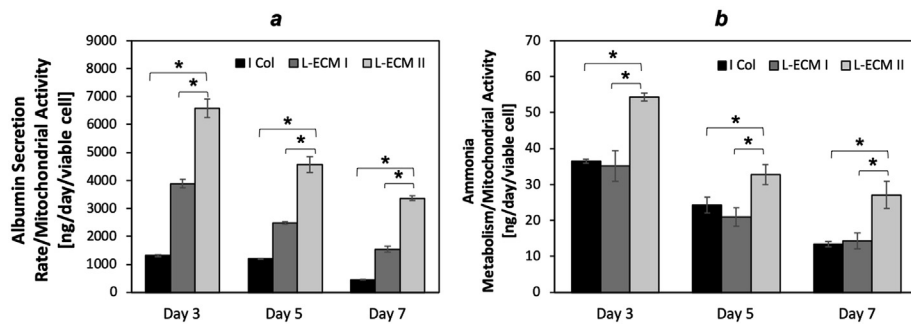 a
Albumin Secretion
Rate/Mitochondrial Activity
[ng/day/viable cell]
9000
8000
7000
6000
5000
4000
3000
2000
1000
0
I Col L-ECM I L-ECM II
*
*
*
*
*
*
Day 3 Day 5 Day 7
b
Ammonia
Metabolism/Mitochondrial Activity
[ng/day/viable cell]
70
60
50
40
30
20
10
0
I Col L-ECM I L-ECM II
*
*
*
*
*
*
Day 3 Day 5 Day 7